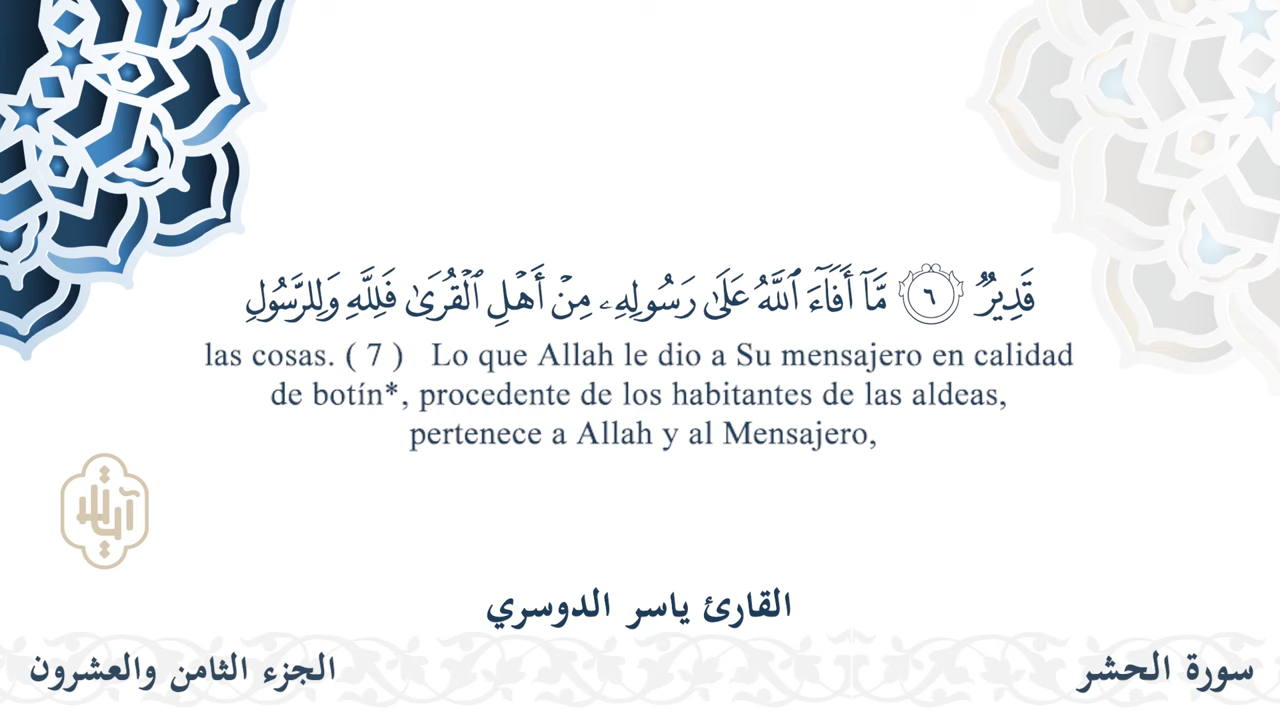 قَدِيرٌ ٦ مَّآ أَفَآءَ ٱللَّهُ عَلَىٰ رَسُولِهِۦ مِنْ أَهْلِ ٱلْقُرَىٰ فَلِلَّهِ وَلِلرَّسُولِ
las cosas. ( 7 ) Lo que Allah le dio a Su mensajero en calidad
de botín*, procedente de los habitantes de las aldeas,
pertenece a Allah y al Mensajero,
آيات
القارئ ياسر الدوسري
سورة الحشر
الجزء الثامن والعشرون